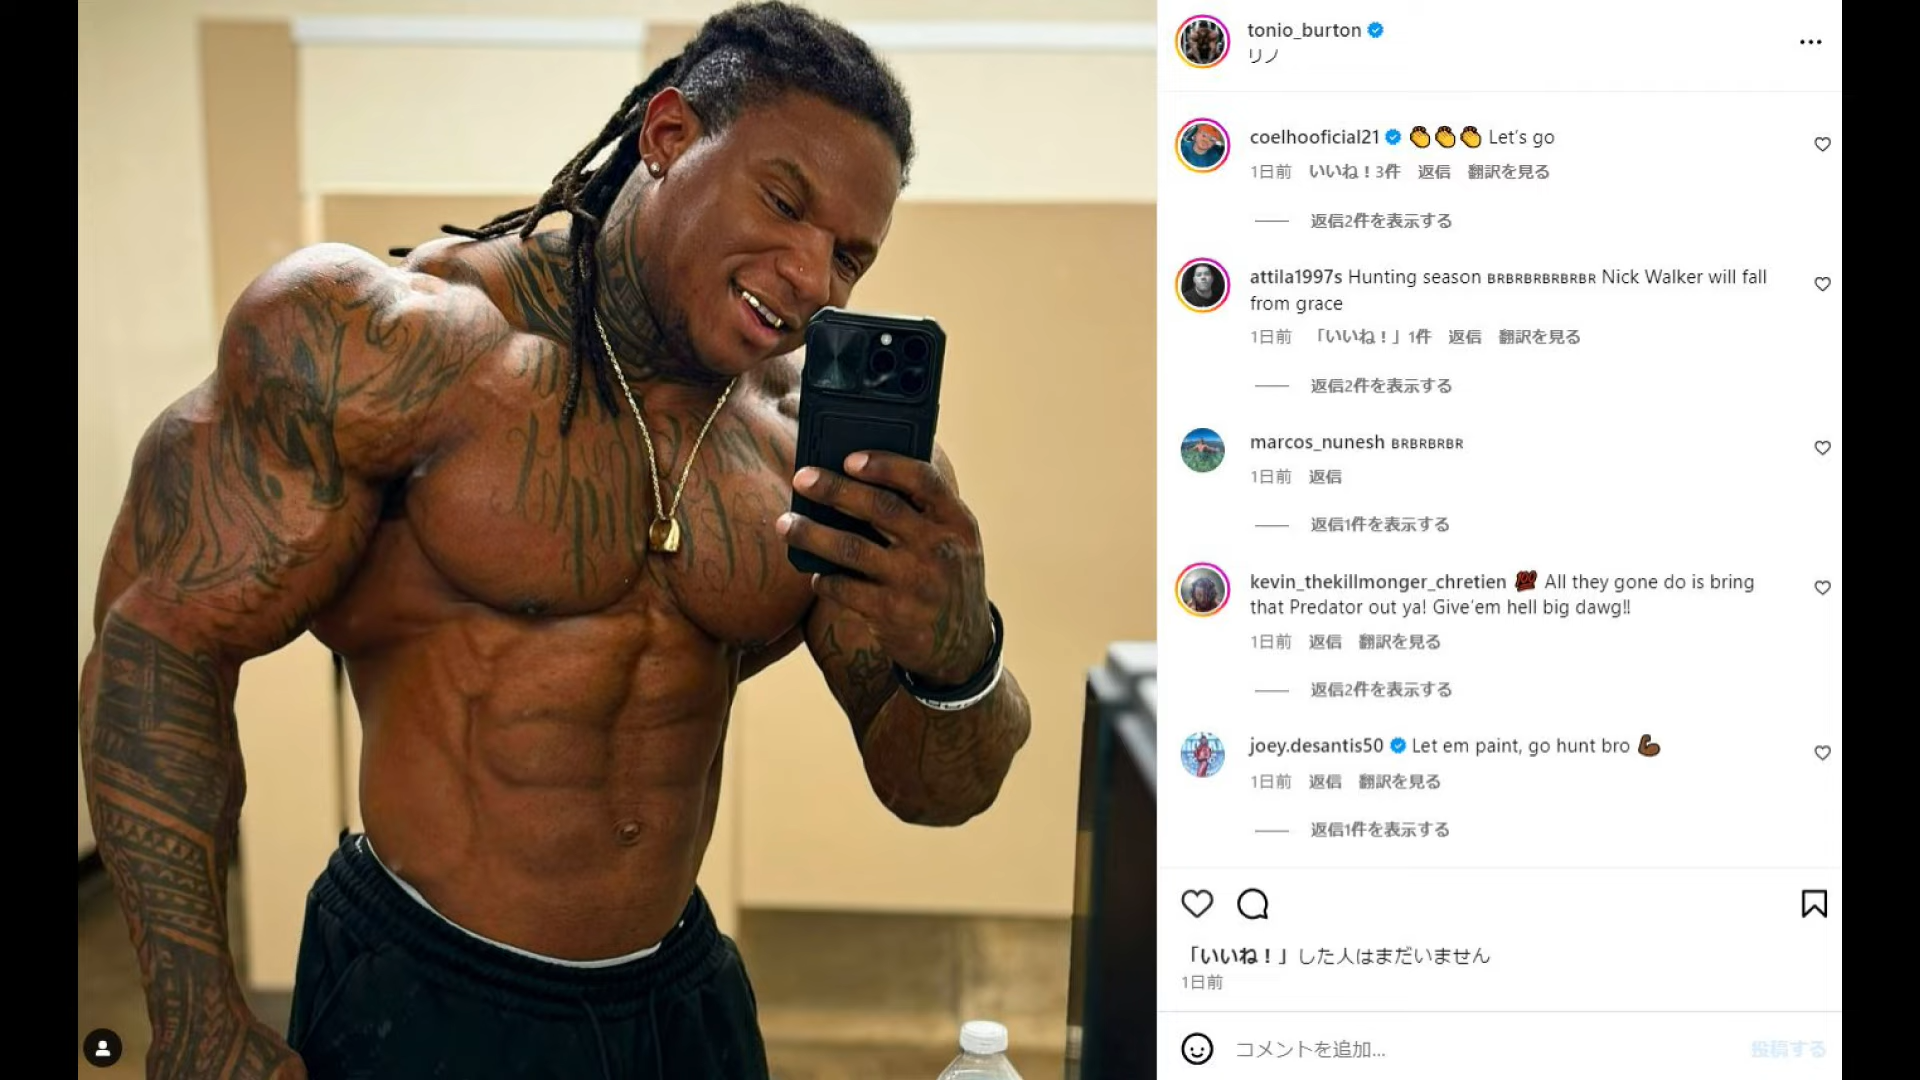 tonio_burton
リノ
coelhooficial21 👏👏👏 Let's go
1日前 いいね！3件 返信 翻訳を見る
返信2件を表示する
attila1997s Hunting season ʙʀʙʀʙʀʙʀʙʀʙʀ Nick Walker will fall
from grace
1日前 「いいね！」1件 返信 翻訳を見る
返信2件を表示する
marcos_nunesh ʙʀʙʀʙʀʙʀ
1日前 返信
返信1件を表示する
kevin_thekillmonger_chretien 💯 All they gone do is bring
that Predator out ya! Give'em hell big dawg!!
1日前 返信 翻訳を見る
返信2件を表示する
joey.desantis50 Let em paint, go hunt bro 💪🏿
1日前 返信 翻訳を見る
返信1件を表示する
「いいね！」した人はまだいません
1日前
コメントを追加...
投稿する